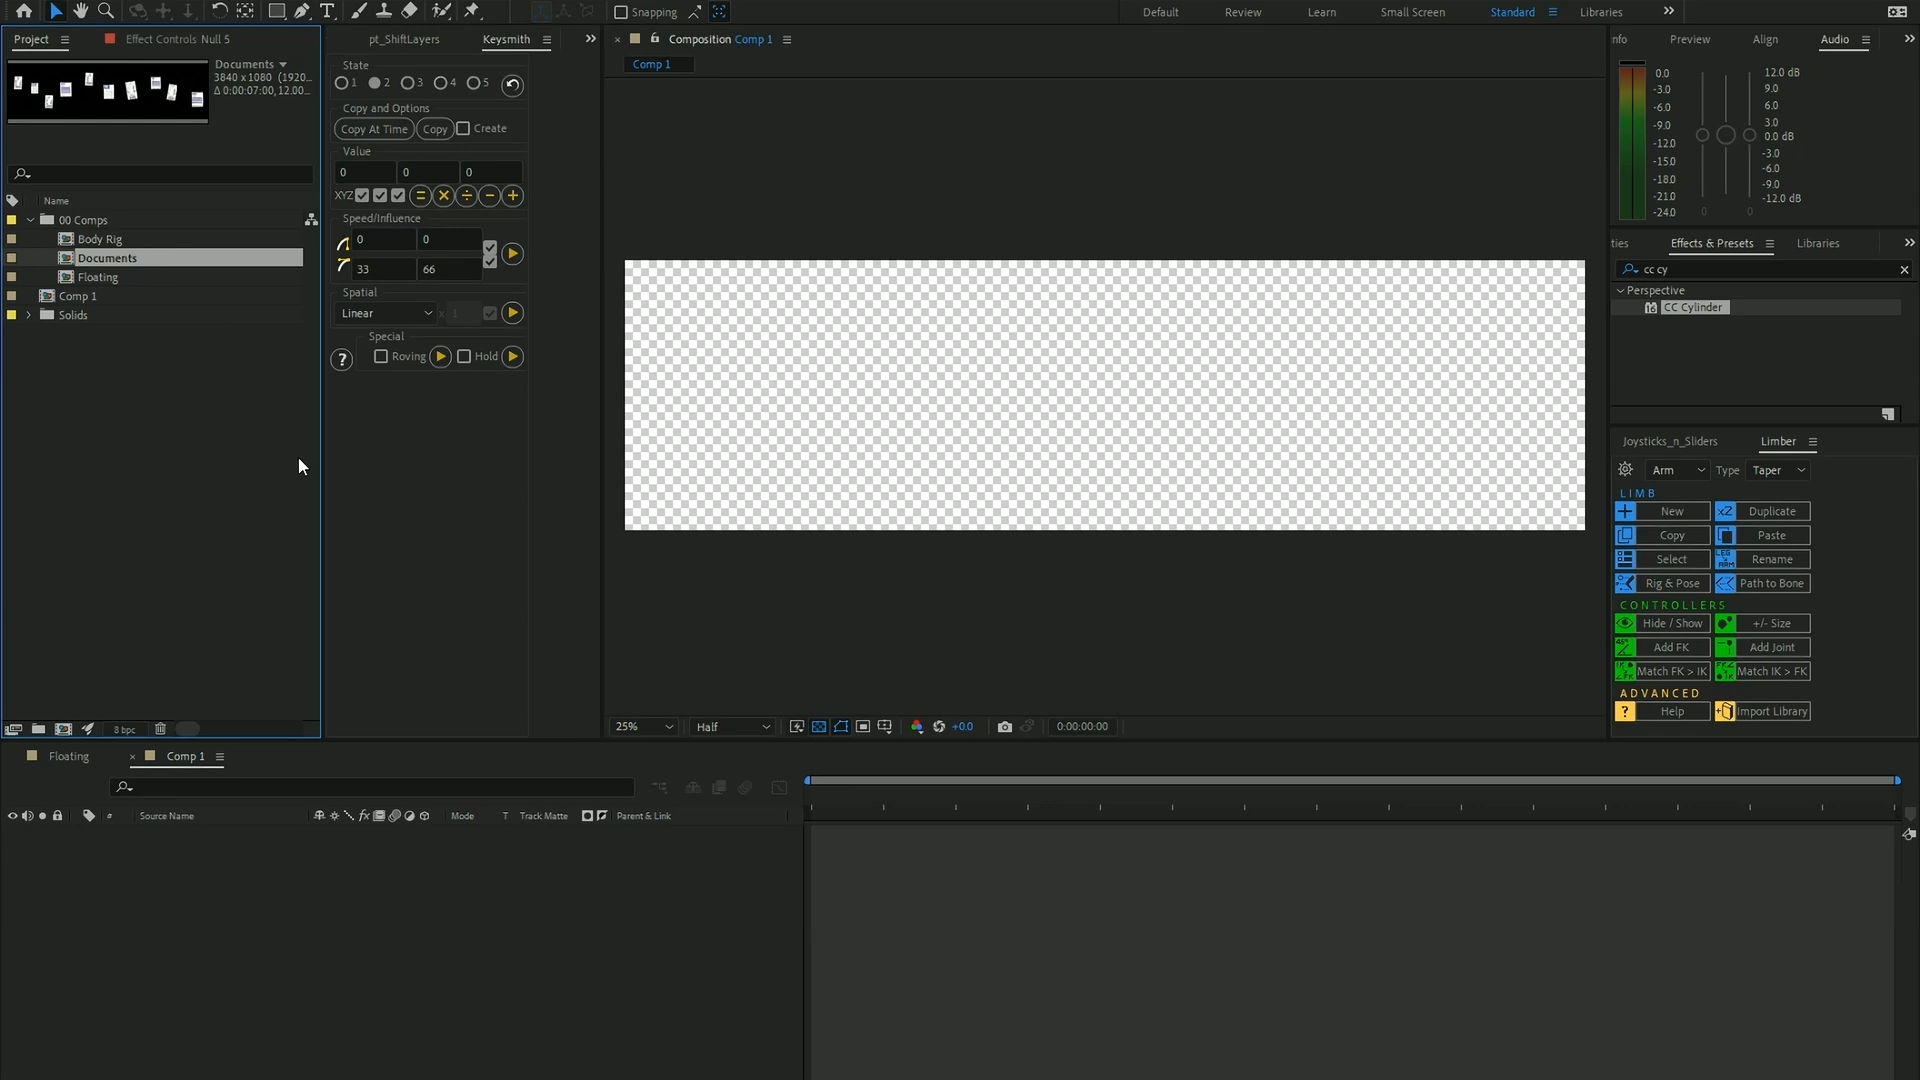 Snapping
Default
Review
Learn
Small Screen
Standard
Libraries
Project
Effect Controls Null 5
pt_ShiftLayers
Keysmith
Composition Comp 1
nfo
Preview
Align
Audio
Documents
3840 x 1080 (1920...
Δ 0:00:07:00, 12.00...
Comp 1
State
1
2
3
4
5
Copy and Options
Copy At Time
Copy
Create
Value
0
0
0
XYZ
Speed/Influence
0
0
33
66
Spatial
Linear
x
1
Special
?
Roving
Hold
Name
00 Comps
Body Rig
Documents
Floating
Comp 1
Solids
8 bpc
25%
Half
+0.0
0:00:00:00
0.0
-3.0
-6.0
-9.0
-12.0
-15.0
-18.0
-21.0
-24.0
0
0
12.0 dB
9.0
6.0
3.0
0.0 dB
-3.0
-6.0
-9.0
-12.0 dB
ties
Effects & Presets
Libraries
cc cy
Perspective
16
CC Cylinder
Joysticks_n_Sliders
Limber
Arm
Type
Taper
LIMB
New
x2
Duplicate
Copy
Paste
Select
LEG
ARM
Rename
Rig & Pose
Path to Bone
CONTROLLERS
Hide / Show
+/- Size
Add FK
Add Joint
Match FK > IK
Match IK > FK
ADVANCED
?
Help
Import Library
Floating
Comp 1
#
Source Name
fx
Mode
T
Track Matte
Parent & Link